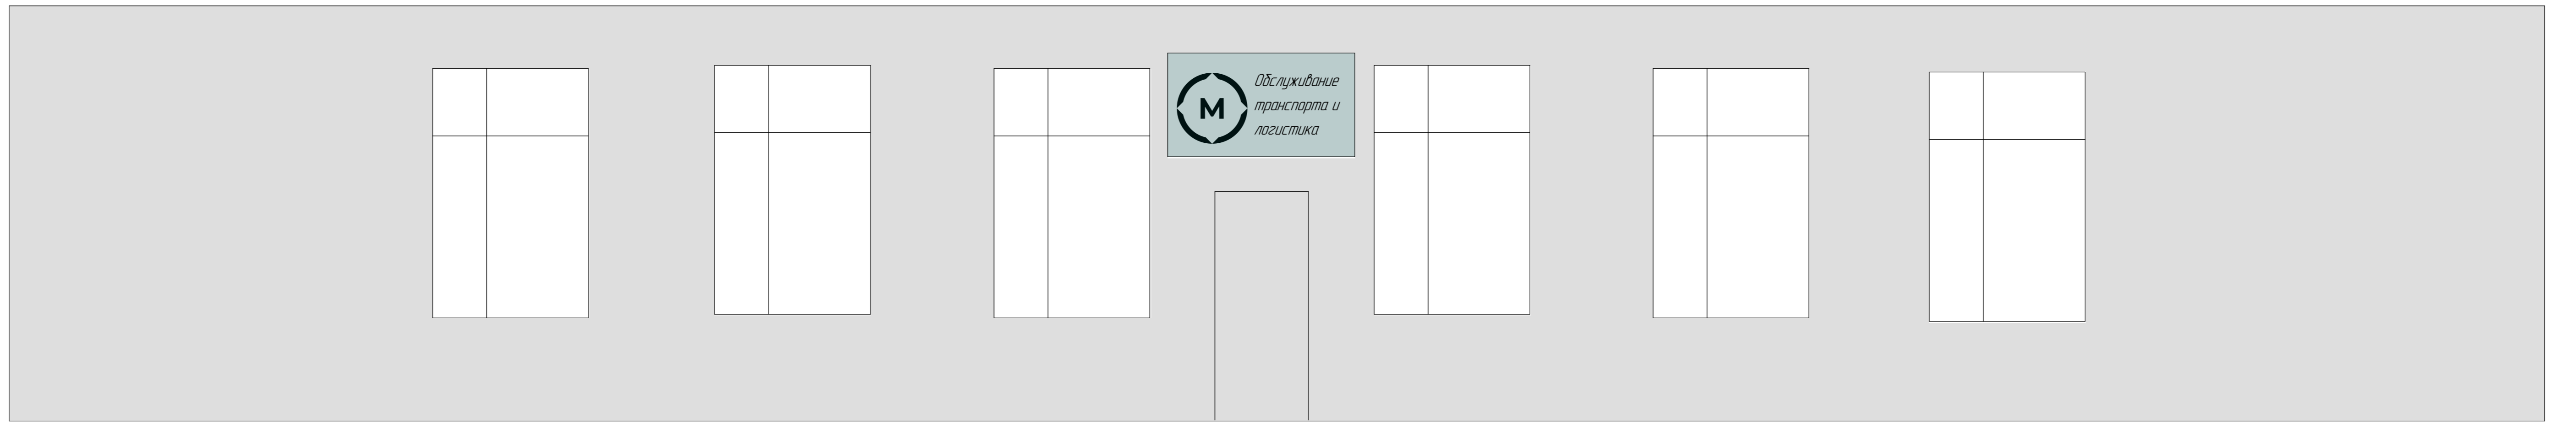 М
Обслуживание
транспорта и
логистика